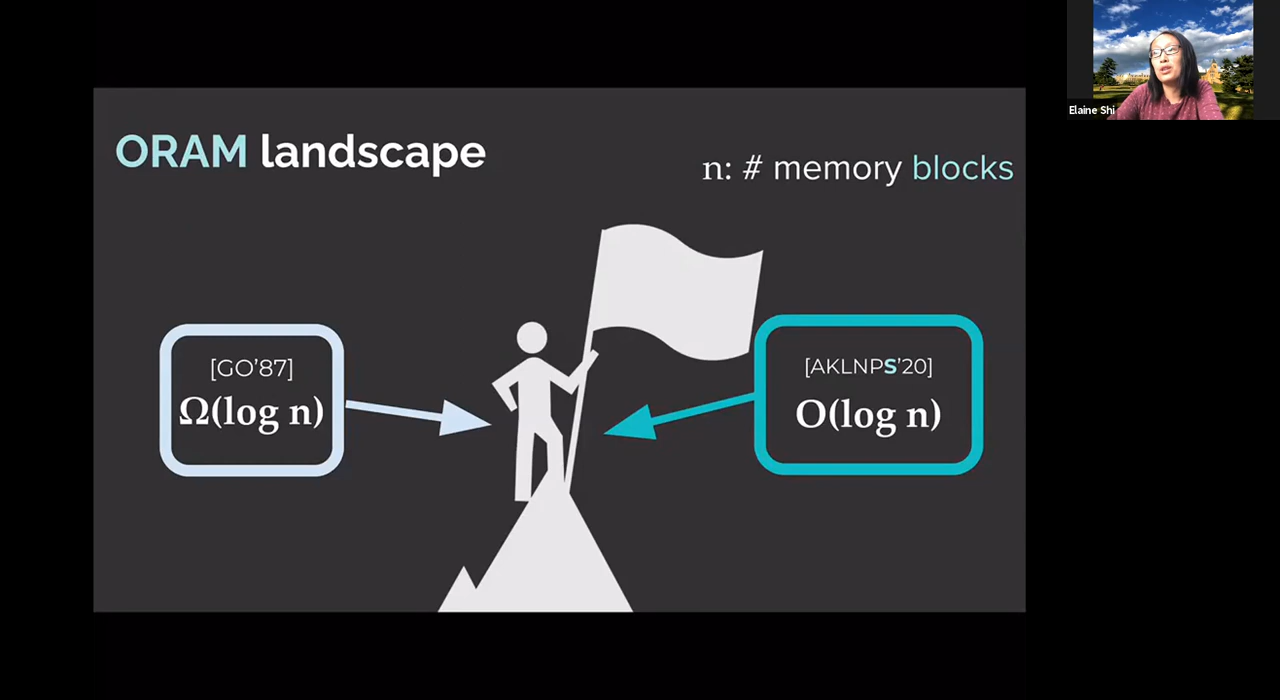 ORAM landscape
n: # memory blocks
[GO’87]
Ω(log n)
[AKLNPS’20]
O(log n)
Elaine Shi